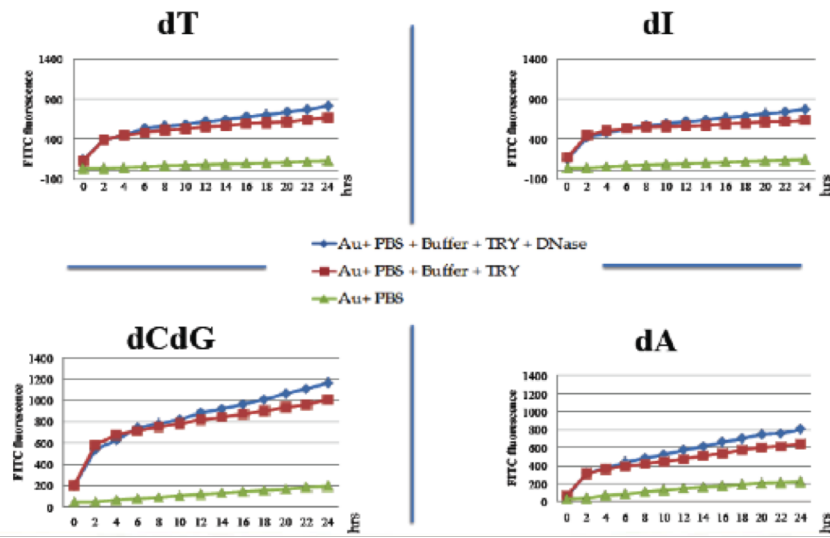 dT
1400
900
400
-100
FITC fluorescence
0 2 4 6 8 10 12 14 16 18 20 22 24
hrs
dI
1400
900
400
-100
FITC fluorescence
0 2 4 6 8 10 12 14 16 18 20 22 24
hrs
Au+ PBS + Buffer + TRY + DNase
Au+ PBS + Buffer + TRY
Au+ PBS
dCdG
1400
1200
1000
800
600
400
200
0
FITC fluorescence
0 2 4 6 8 10 12 14 16 18 20 22 24
hrs
dA
1400
1200
1000
800
600
400
200
0
FITC fluorescence
0 2 4 6 8 10 12 14 16 18 20 22 24
hrs